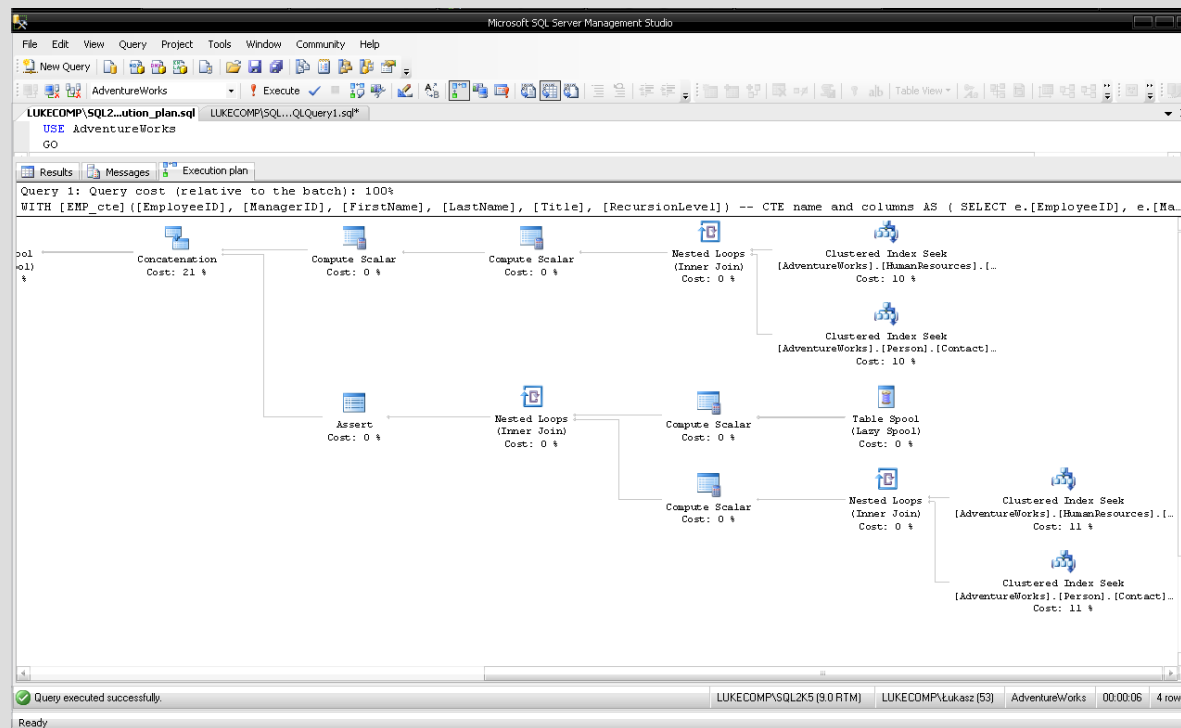 Microsoft SQL Server Management Studio
File Edit View Query Project Tools Window Community Help
New Query
AdventureWorks Execute Table View
LUKECOMP\SQL2...ution_plan.sql LUKECOMP\SQL...QLQuery1.sql*
USE AdventureWorks
GO
Results Messages Execution plan
Query 1: Query cost (relative to the batch): 100%
WITH [EMP_cte]([EmployeeID], [ManagerID], [FirstName], [LastName], [Title], [RecursionLevel]) -- CTE name and columns AS ( SELECT e.[EmployeeID], e.[Ma…
ool
ool)
%
Concatenation
Cost: 21 %
Compute Scalar
Cost: 0 %
Compute Scalar
Cost: 0 %
Nested Loops
(Inner Join)
Cost: 0 %
Clustered Index Seek
[AdventureWorks].[HumanResources].[…
Cost: 10 %
Clustered Index Seek
[AdventureWorks].[Person].[Contact]…
Cost: 10 %
Assert
Cost: 0 %
Nested Loops
(Inner Join)
Cost: 0 %
Compute Scalar
Cost: 0 %
Table Spool
(Lazy Spool)
Cost: 0 %
Compute Scalar
Cost: 0 %
Nested Loops
(Inner Join)
Cost: 0 %
Clustered Index Seek
[AdventureWorks].[HumanResources].[…
Cost: 11 %
Clustered Index Seek
[AdventureWorks].[Person].[Contact]…
Cost: 11 %
Query executed successfully. LUKECOMP\SQL2K5 (9.0 RTM) LUKECOMP\Łukasz (53) AdventureWorks 00:00:06 4 row
Ready